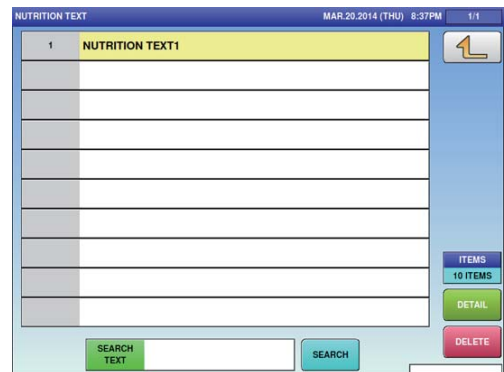 NUTRITION TEXT MAR.20.2014 (THU) 8:37PM 1/1
1 NUTRITION TEXT1
ITEMS
10 ITEMS
DETAIL
DELETE
SEARCH
TEXT
SEARCH